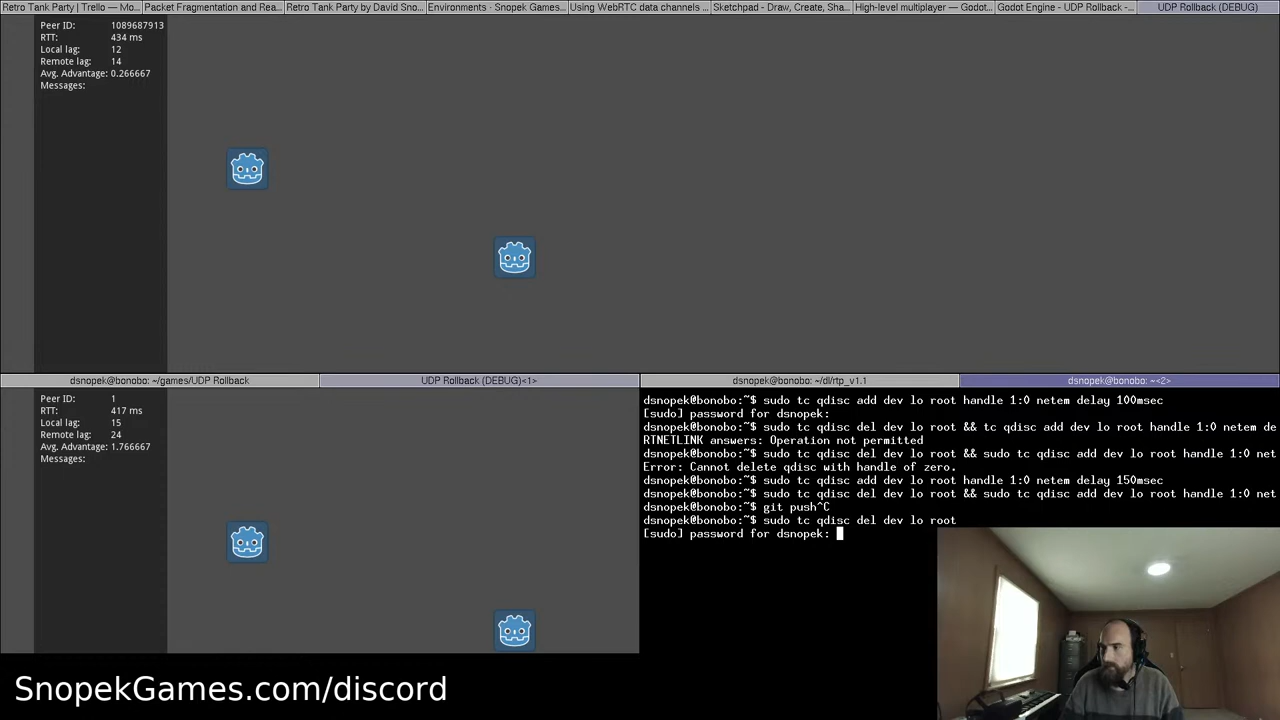 Retro Tank Party | Trello — Mo...
Packet Fragmentation and Rea...
Retro Tank Party by David Sno...
Environments · Snopek Games...
Using WebRTC data channels ...
Sketchpad - Draw, Create, Sha...
High-level multiplayer — Godot...
Godot Engine - UDP Rollback -...
UDP Rollback (DEBUG)
Peer ID: 1089687913
RTT: 434 ms
Local lag: 12
Remote lag: 14
Avg. Advantage: 0.266667
Messages:
dsnopek@bonobo: ~/games/UDP Rollback
UDP Rollback (DEBUG)<1>
Peer ID: 1
RTT: 417 ms
Local lag: 15
Remote lag: 24
Avg. Advantage: 1.766667
Messages:
dsnopek@bonobo: ~/dl/rtp_v1.1
dsnopek@bonobo: ~<2>
dsnopek@bonobo:~$ sudo tc qdisc add dev lo root handle 1:0 netem delay 100msec
[sudo] password for dsnopek:
dsnopek@bonobo:~$ sudo tc qdisc del dev lo root && tc qdisc add dev lo root handle 1:0 netem de
RTNETLINK answers: Operation not permitted
dsnopek@bonobo:~$ sudo tc qdisc del dev lo root && sudo tc qdisc add dev lo root handle 1:0 net
Error: Cannot delete qdisc with handle of zero.
dsnopek@bonobo:~$ sudo tc qdisc add dev lo root handle 1:0 netem delay 150msec
dsnopek@bonobo:~$ sudo tc qdisc del dev lo root && sudo tc qdisc add dev lo root handle 1:0 net
dsnopek@bonobo:~$ git push^C
dsnopek@bonobo:~$ sudo tc qdisc del dev lo root
[sudo] password for dsnopek:
SnopekGames.com/discord